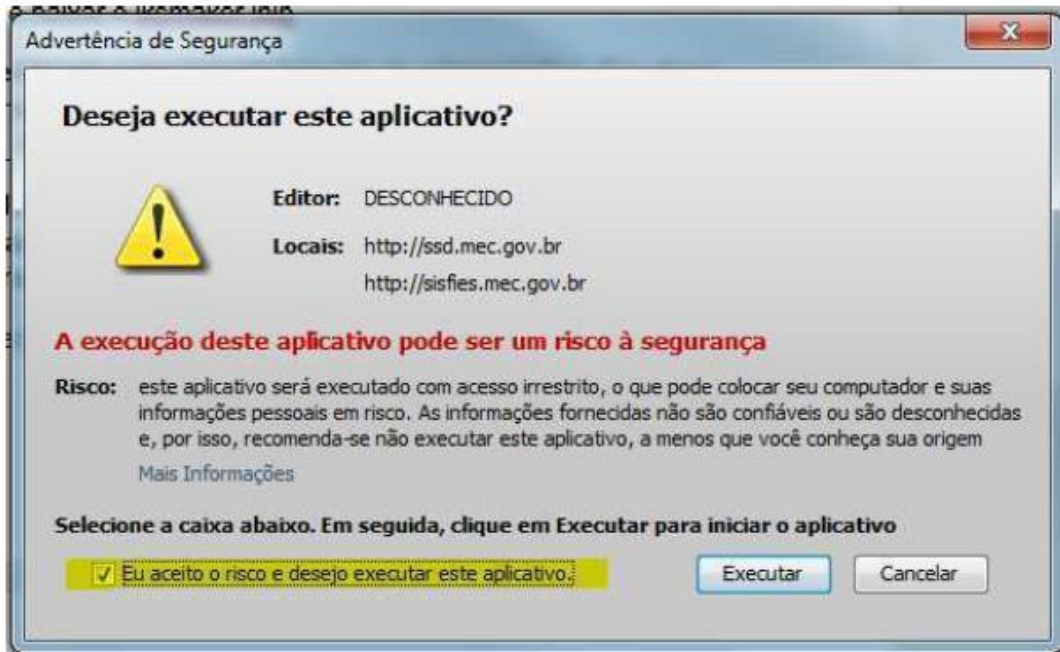 Advertência de Segurança
Deseja executar este aplicativo?
Editor: DESCONHECIDO
Locais: http://ssd.mec.gov.br
http://sisfies.mec.gov.br
A execução deste aplicativo pode ser um risco à segurança
Risco: este aplicativo será executado com acesso irrestrito, o que pode colocar seu computador e suas
informações pessoais em risco. As informações fornecidas não são confiáveis ou são desconhecidas
e, por isso, recomenda-se não executar este aplicativo, a menos que você conheça sua origem
Mais Informações
Selecione a caixa abaixo. Em seguida, clique em Executar para iniciar o aplicativo
Eu aceito o risco e desejo executar este aplicativo.
Executar
Cancelar